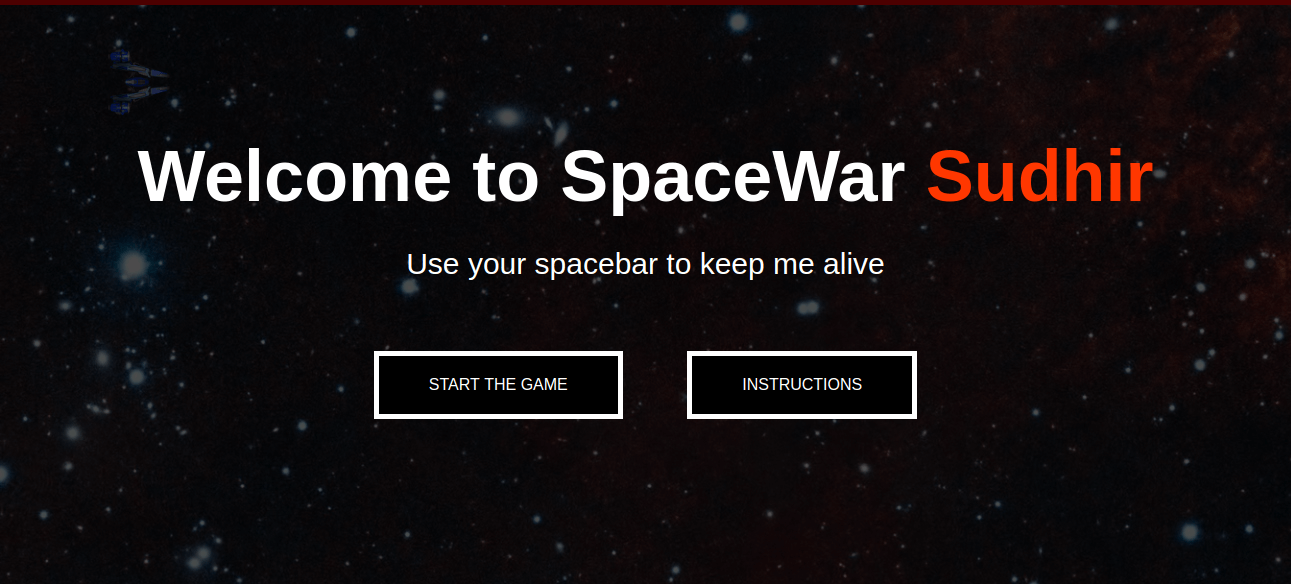 Welcome to SpaceWar Sudhir
Use your spacebar to keep me alive
START THE GAME
INSTRUCTIONS